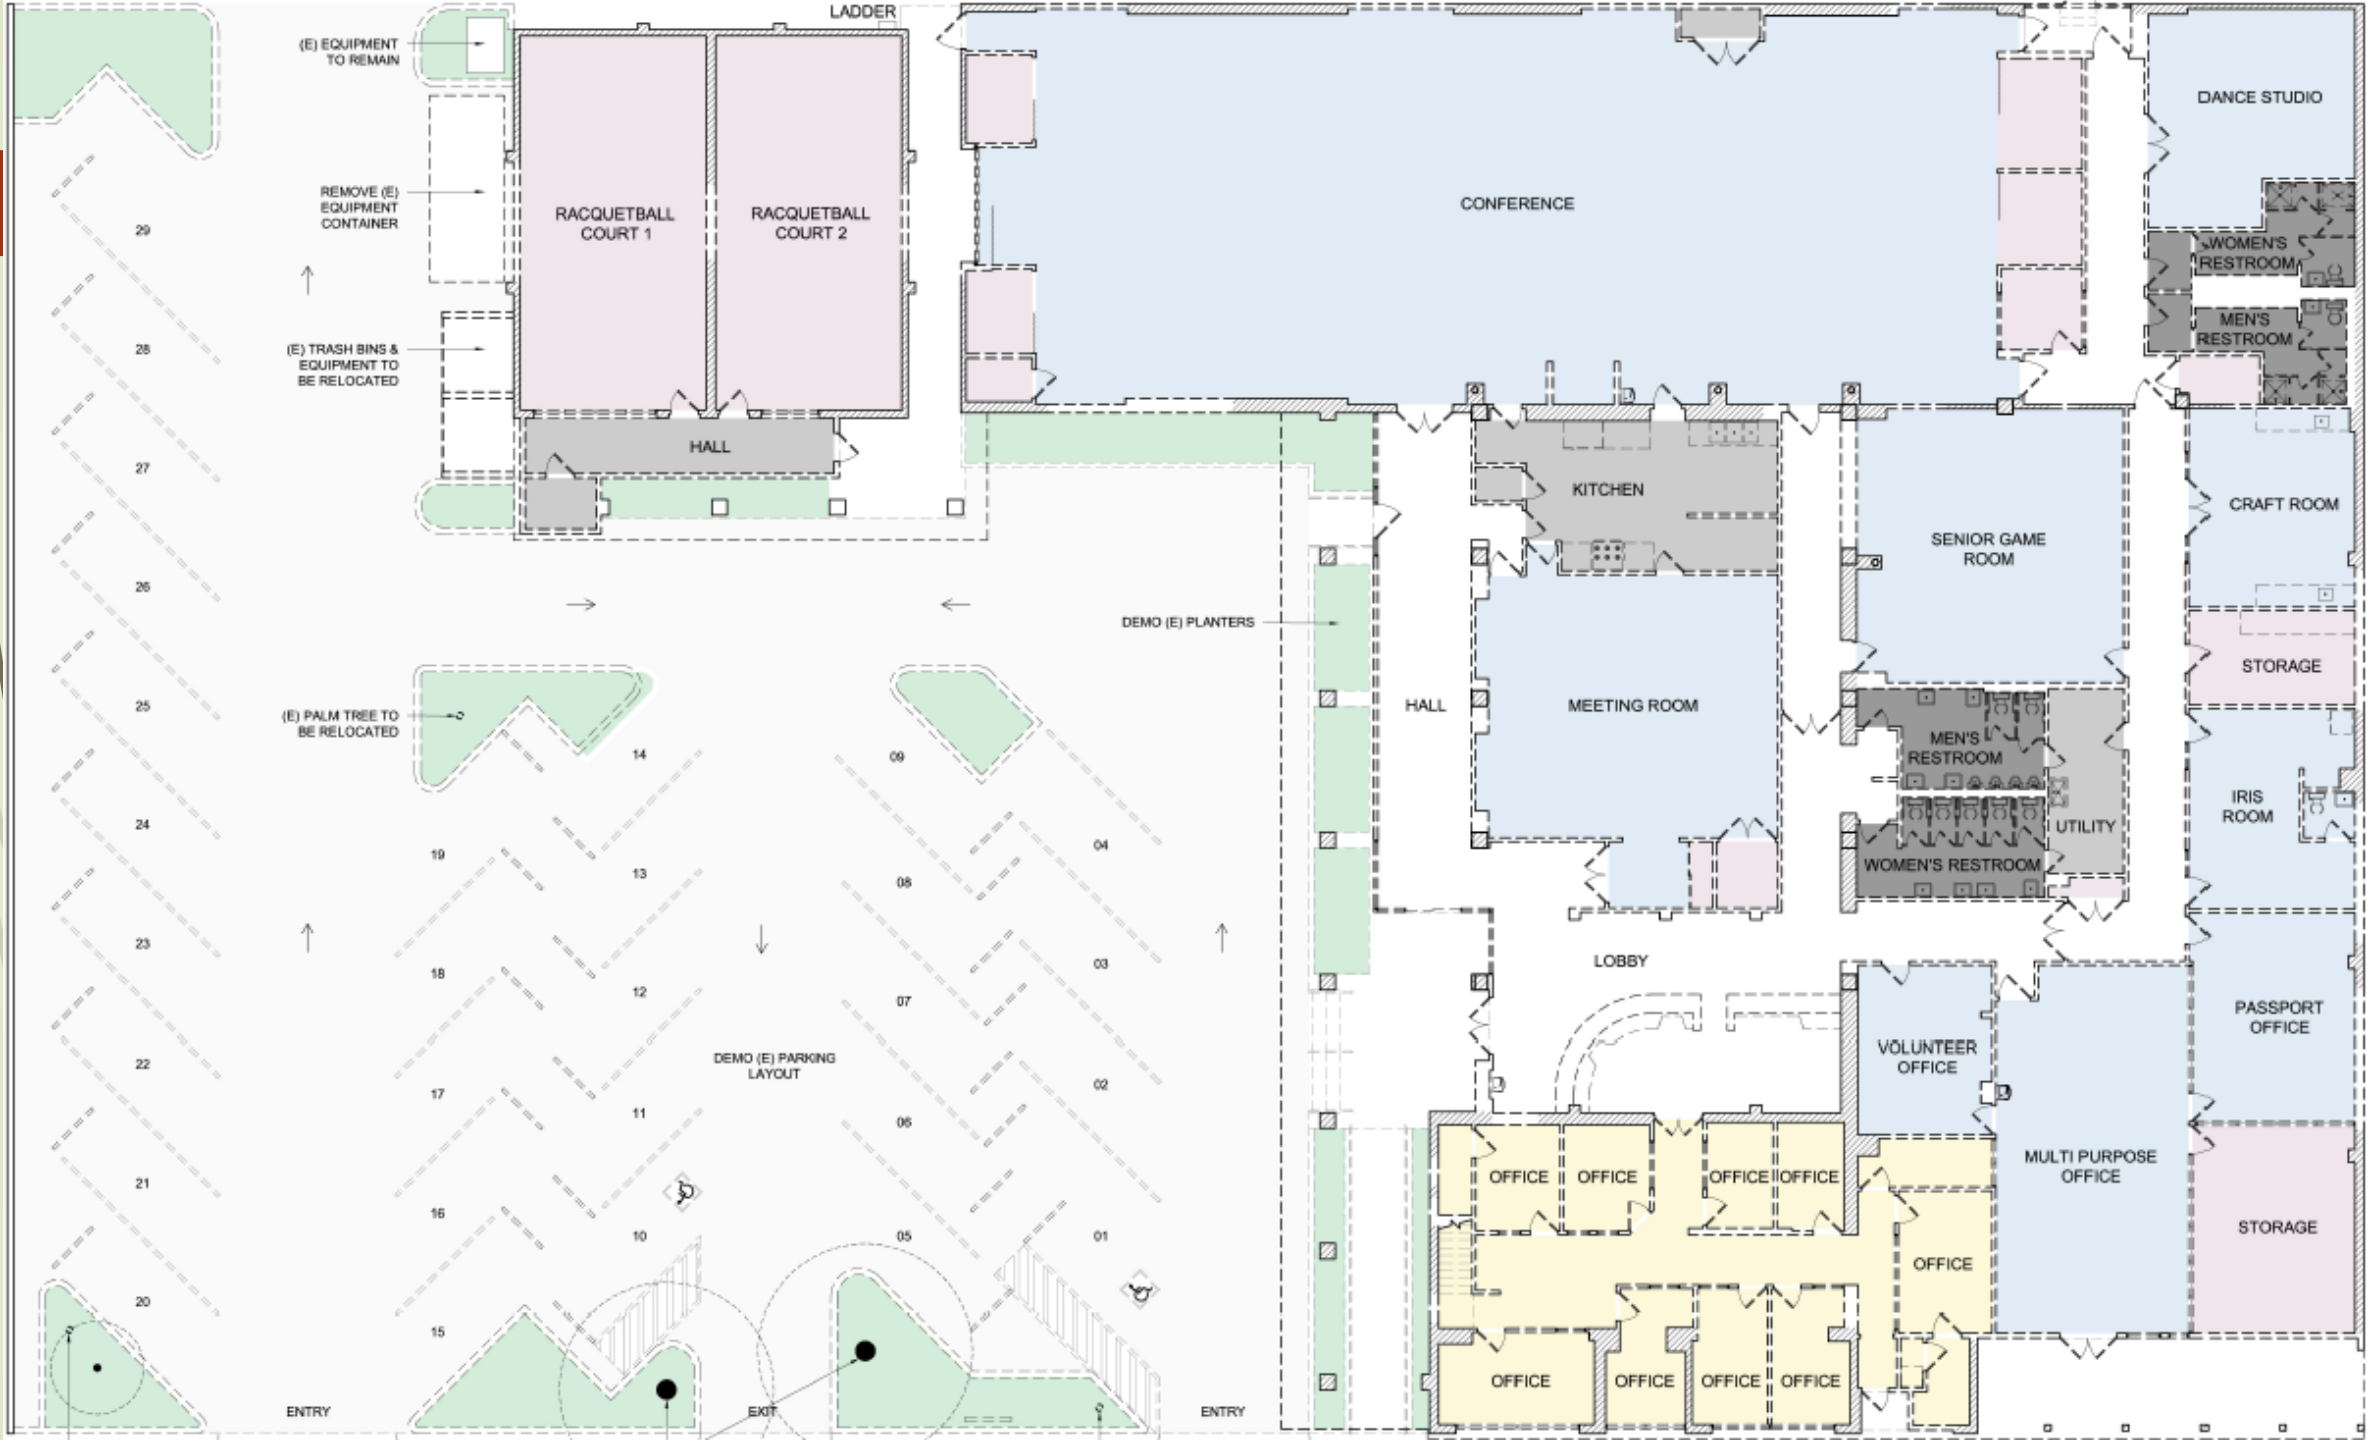 LADDER
(E) EQUIPMENT
TO REMAIN
REMOVE (E)
EQUIPMENT
CONTAINER
(E) TRASH BINS &
EQUIPMENT TO
BE RELOCATED
RACQUETBALL
COURT 1
RACQUETBALL
COURT 2
HALL
CONFERENCE
DANCE STUDIO
WOMEN'S
RESTROOM
MEN'S
RESTROOM
KITCHEN
SENIOR GAME
ROOM
CRAFT ROOM
STORAGE
DEMO (E) PLANTERS
HALL
MEETING ROOM
MEN'S
RESTROOM
UTILITY
WOMEN'S RESTROOM
IRIS
ROOM
LOBBY
PASSPORT
OFFICE
VOLUNTEER
OFFICE
MULTI PURPOSE
OFFICE
STORAGE
OFFICE
OFFICE
OFFICE
OFFICE
OFFICE
OFFICE
OFFICE
OFFICE
OFFICE
(E) PALM TREE TO
BE RELOCATED
DEMO (E) PARKING
LAYOUT
29
28
27
26
25
24
23
22
21
20
19
18
17
16
15
14
13
12
11
10
09
08
07
06
05
04
03
02
01
ENTRY
EXIT
ENTRY